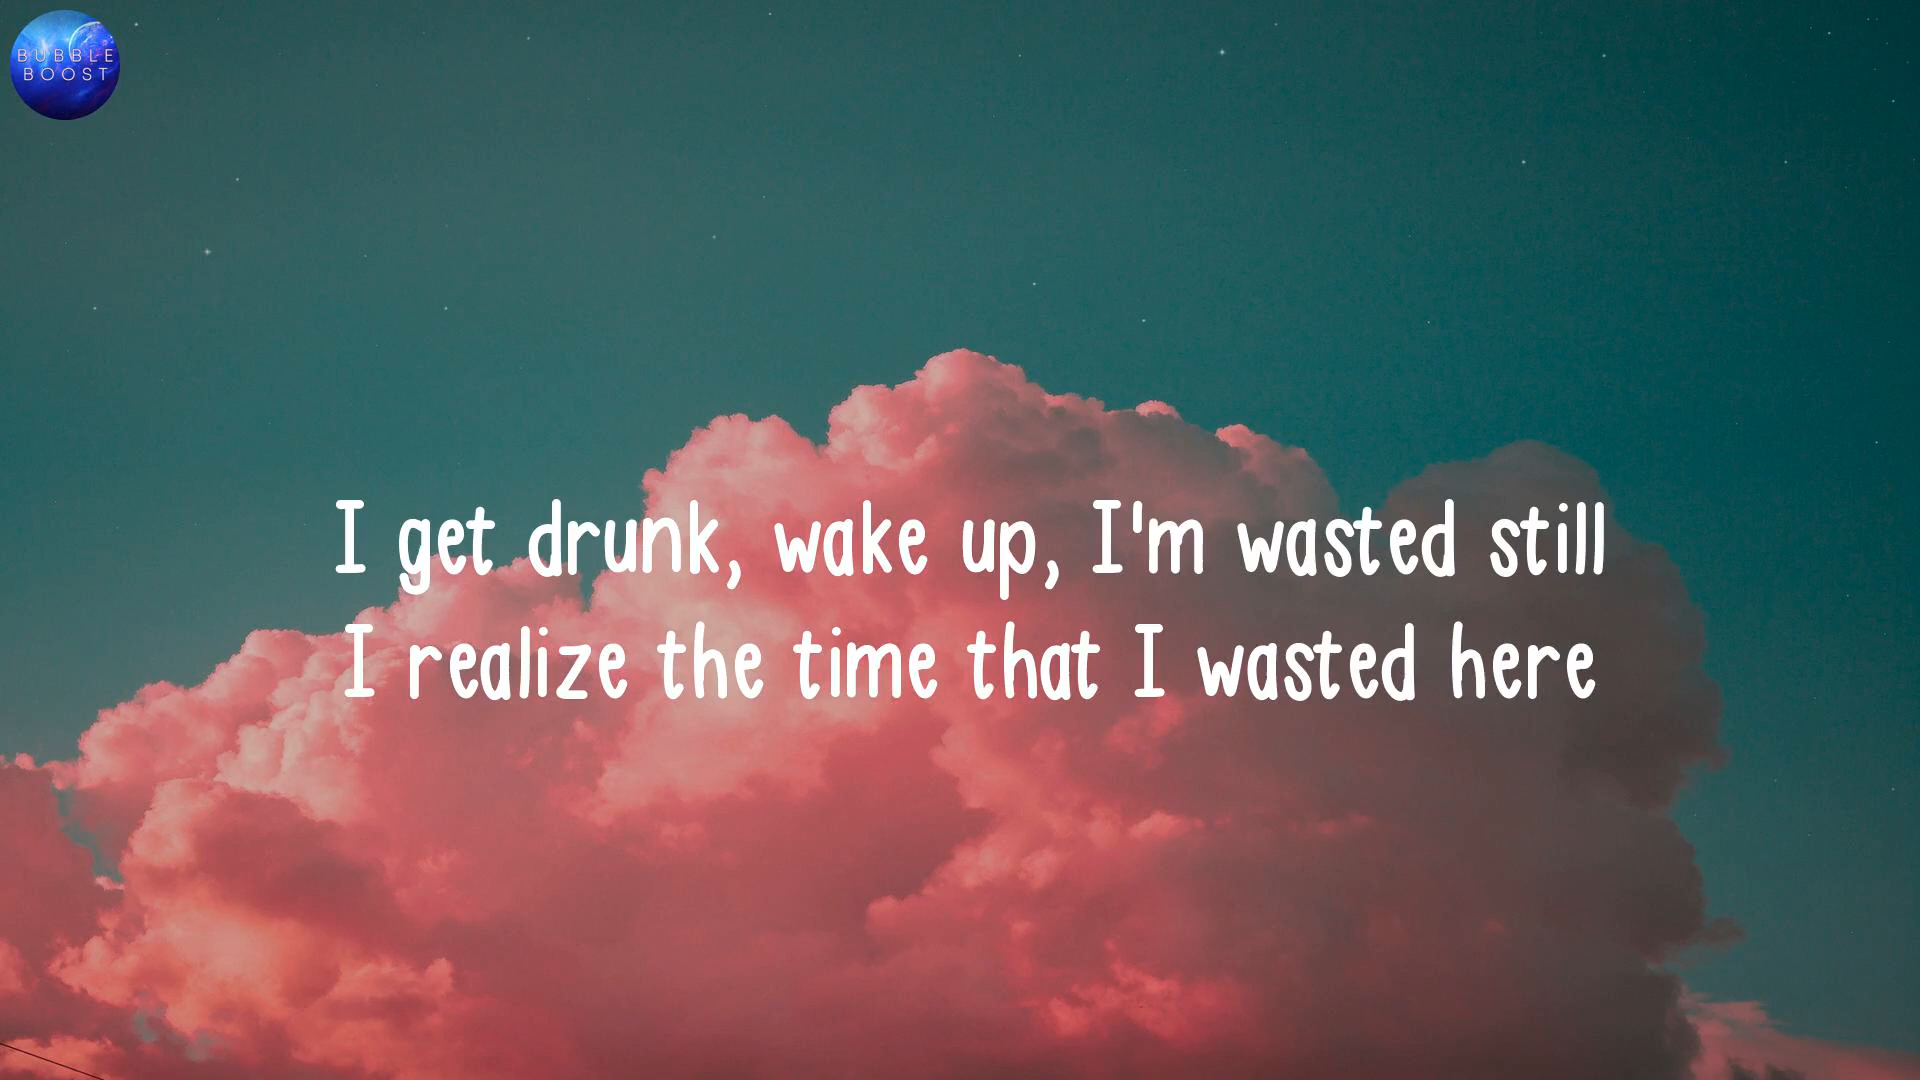 BUBBLE
BOOST
I get drunk, wake up, I'm wasted still
I realize the time that I wasted here